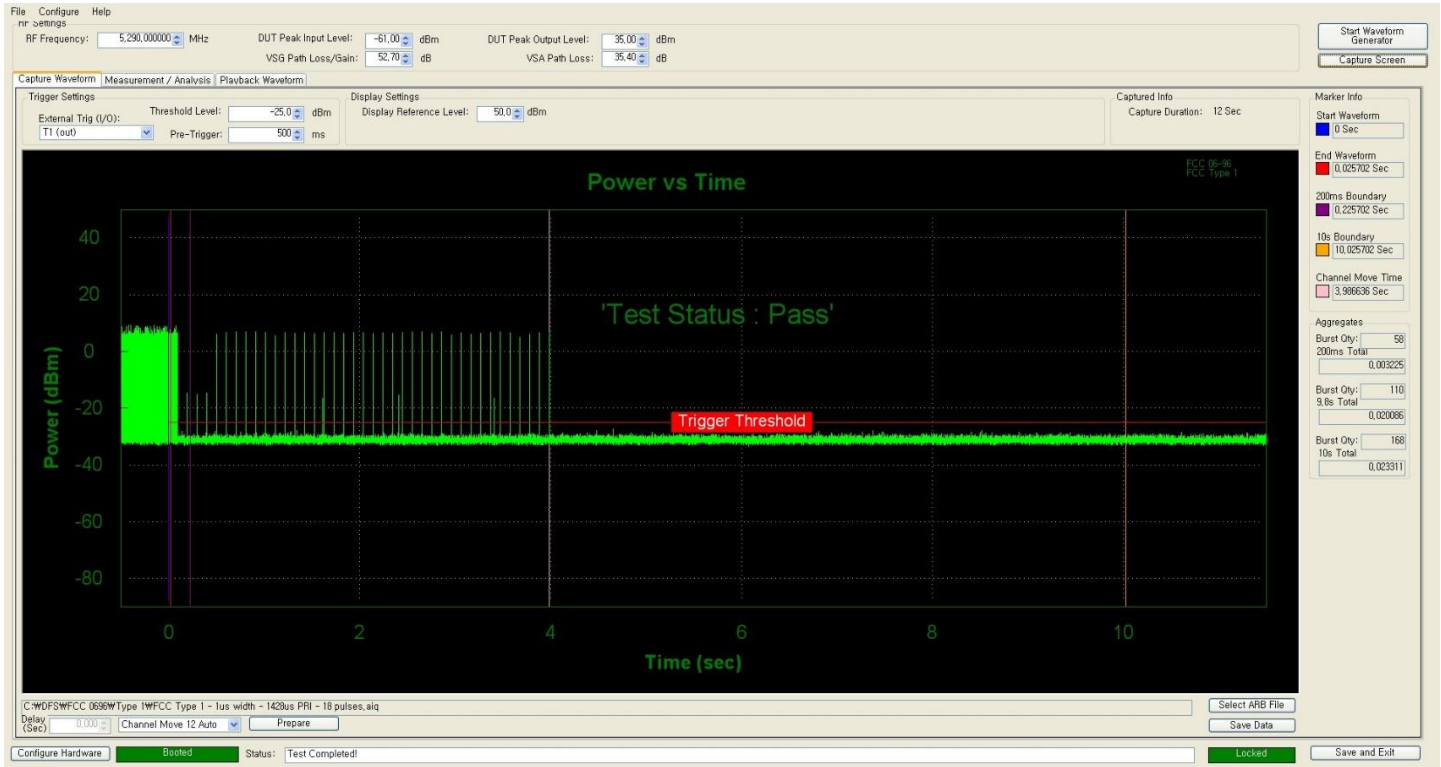 File Configure Help
RF Settings
RF Frequency: 5,290,000000 MHz
DUT Peak Input Level: -61,00 dBm
DUT Peak Output Level: 35,00 dBm
VSG Path Loss/Gain: 52,70 dB
VSA Path Loss: 35,40 dB
Start Waveform Generator
Capture Screen
Capture Waveform Measurement / Analysis Playback Waveform
Trigger Settings
External Trig (I/O):
T1 (out)
Threshold Level: -25,0 dBm
Pre-Trigger: 500 ms
Display Settings
Display Reference Level: 50,0 dBm
Captured Info
Capture Duration: 12 Sec
Marker Info
Start Waveform
0 Sec
End Waveform
0,025702 Sec
200ms Boundary
0,225702 Sec
10s Boundary
10,025702 Sec
Channel Move Time
3,986636 Sec
Aggregates
Burst Qty: 58
200ms Total
0,003225
Burst Qty: 110
9,8s Total
0,020086
Burst Qty: 168
10s Total
0,023311
FCC 06-96
FCC Type 1
Power vs Time
'Test Status : Pass'
Trigger Threshold
Power (dBm)
40
20
0
-20
-40
-60
-80
0 2 4 6 8 10
Time (sec)
C:₩DFS₩FCC 0696₩Type 1₩FCC Type 1 - 1us width - 1428us PRI - 18 pulses,aiq
Select ARB File
Delay (Sec) 0,000
Channel Move 12 Auto
Prepare
Save Data
Configure Hardware
Booted
Status: Test Completed!
Locked
Save and Exit